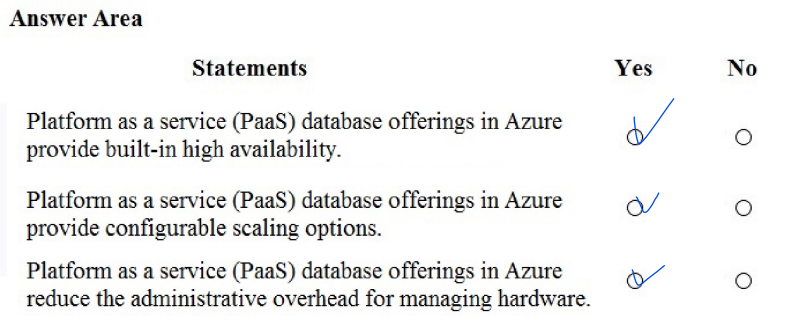 Answer Area
Statements Yes No
Platform as a service (PaaS) database offerings in Azure
provide built-in high availability.
Platform as a service (PaaS) database offerings in Azure
provide configurable scaling options.
Platform as a service (PaaS) database offerings in Azure
reduce the administrative overhead for managing hardware.